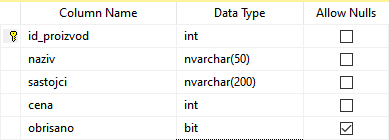 Column Name Data Type Allow Nulls
id_proizvod int
naziv nvarchar(50)
sastojci nvarchar(200)
cena int
obrisano bit